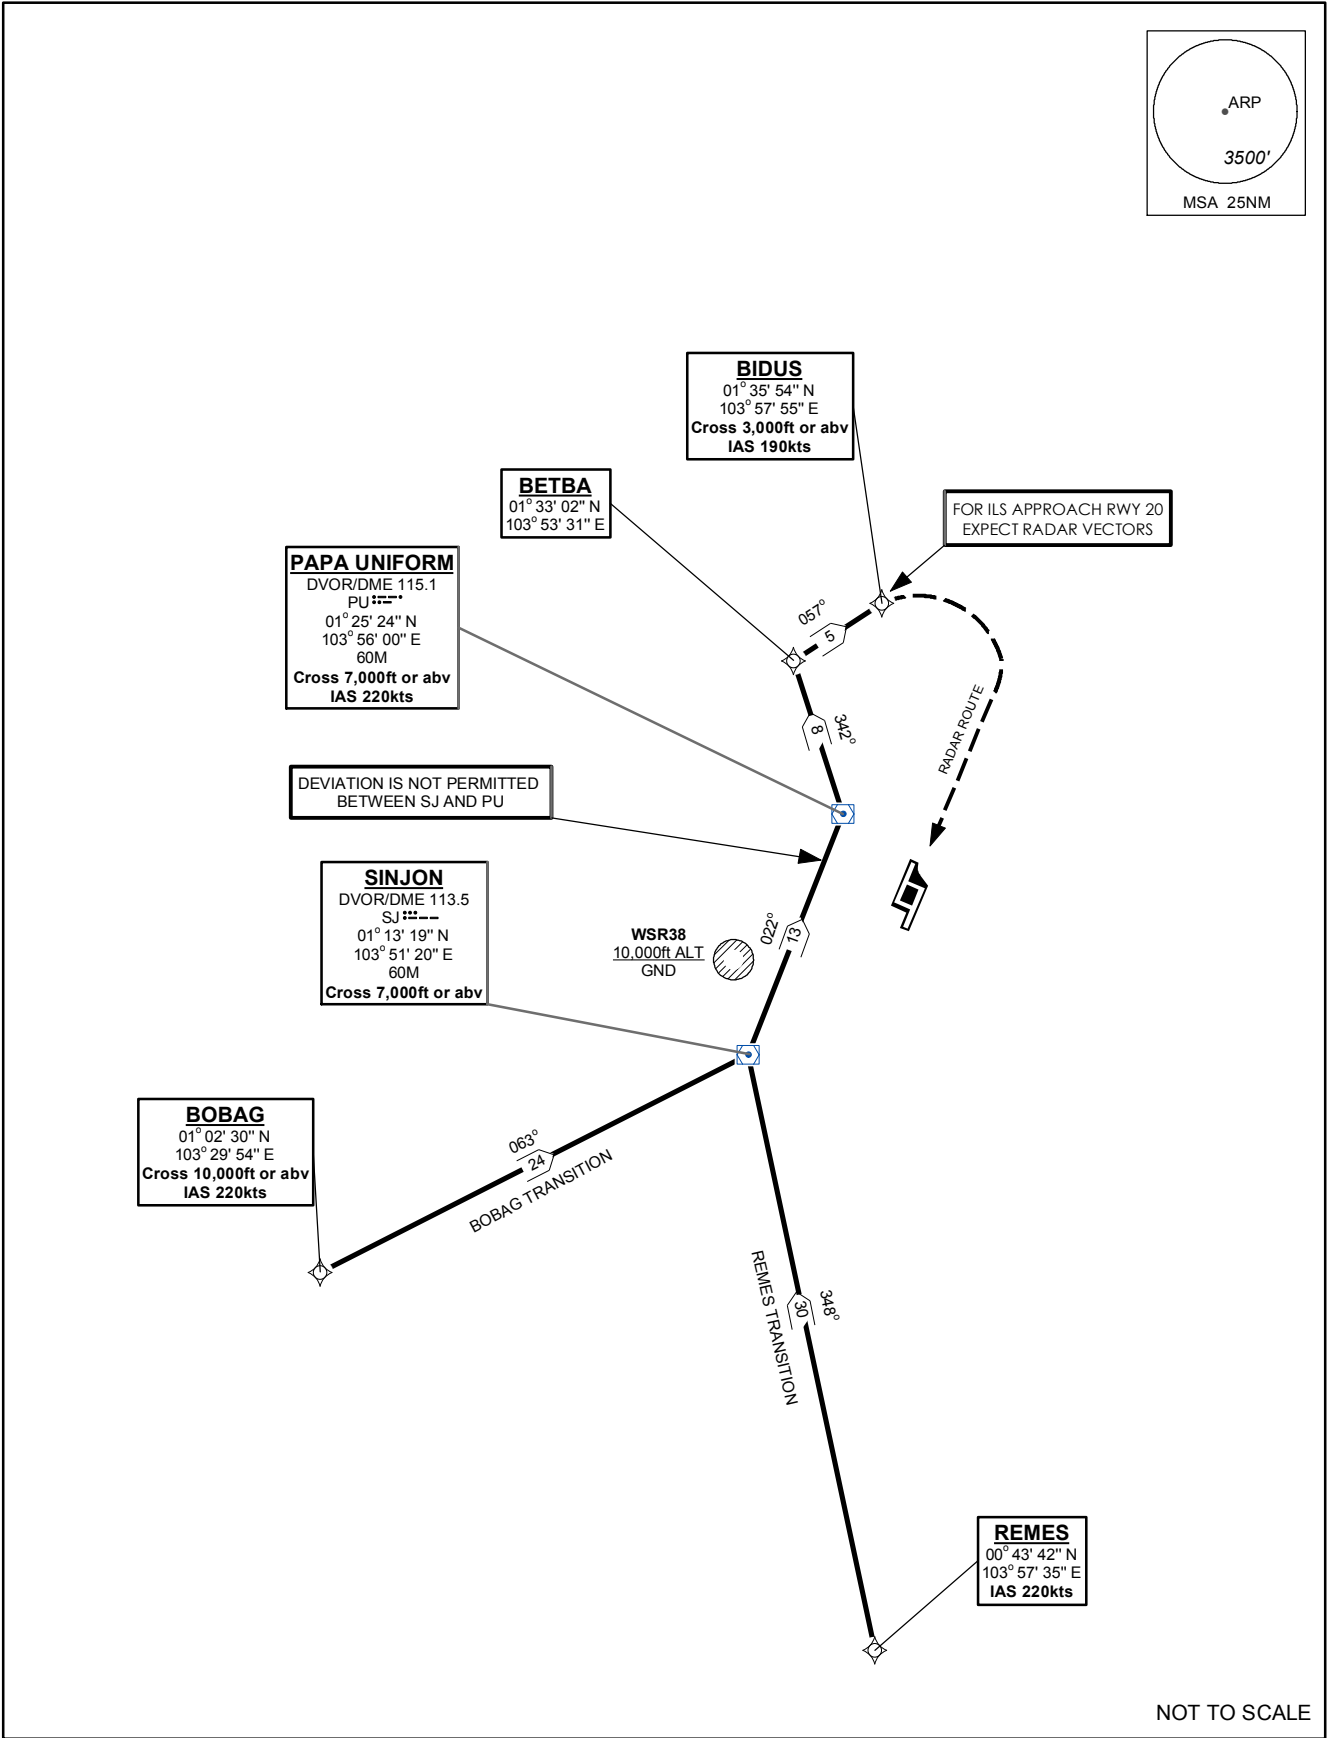 ARP
3500'
MSA 25NM
BIDUS
01° 35' 54" N
103° 57' 55" E
Cross 3,000ft or abv
IAS 190kts
BETBA
01° 33' 02" N
103° 53' 31" E
FOR ILS APPROACH RWY 20
EXPECT RADAR VECTORS
PAPA UNIFORM
DVOR/DME 115.1
PU
01° 25' 24" N
103° 56' 00" E
60M
Cross 7,000ft or abv
IAS 220kts
057°
5
RADAR ROUTE
342°
8
DEVIATION IS NOT PERMITTED
BETWEEN SJ AND PU
SINJON
DVOR/DME 113.5
SJ
01° 13' 19" N
103° 51' 20" E
60M
Cross 7,000ft or abv
WSR38
10,000ft ALT
GND
022°
13
BOBAG
01° 02' 30" N
103° 29' 54" E
Cross 10,000ft or abv
IAS 220kts
063°
24
BOBAG TRANSITION
REMES TRANSITION
30
348°
REMES
00° 43' 42" N
103° 57' 35" E
IAS 220kts
NOT TO SCALE